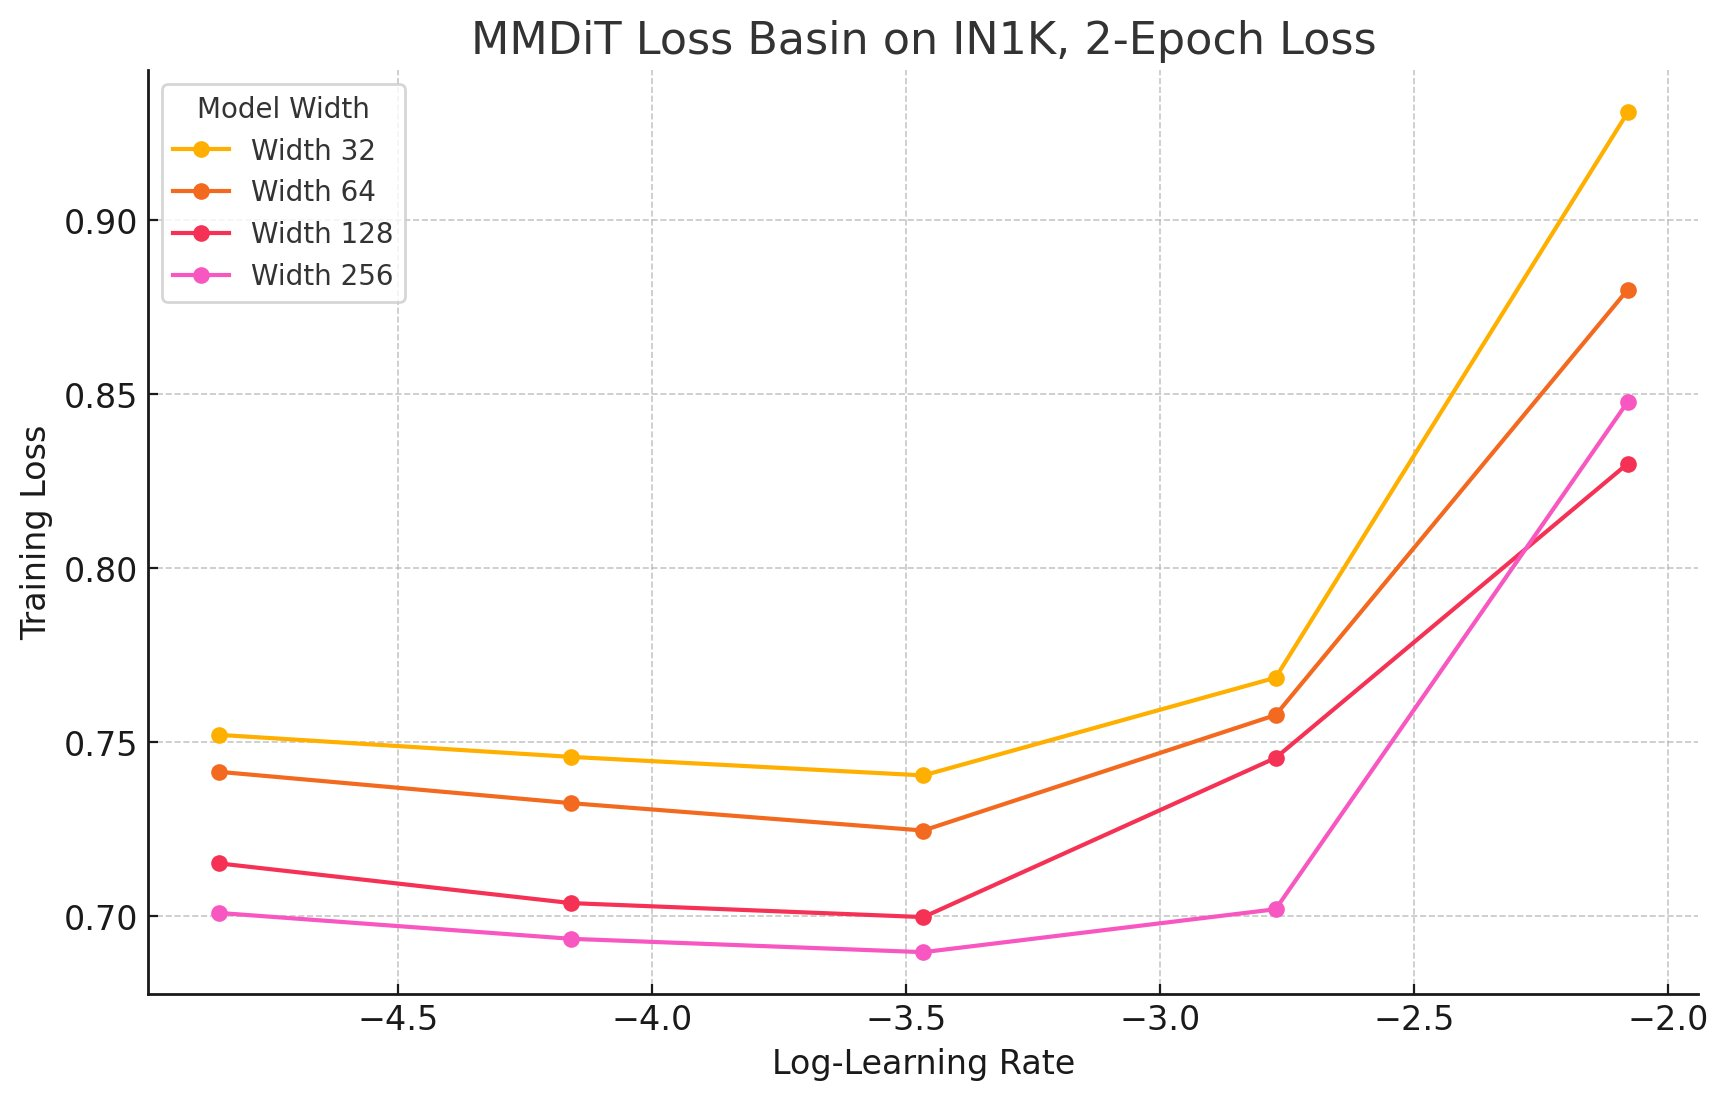 MMDiT Loss Basin on IN1K, 2-Epoch Loss
Model Width
Width 32
Width 64
Width 128
Width 256
Training Loss
0.90
0.85
0.80
0.75
0.70
−4.5 −4.0 −3.5 −3.0 −2.5 −2.0
Log-Learning Rate